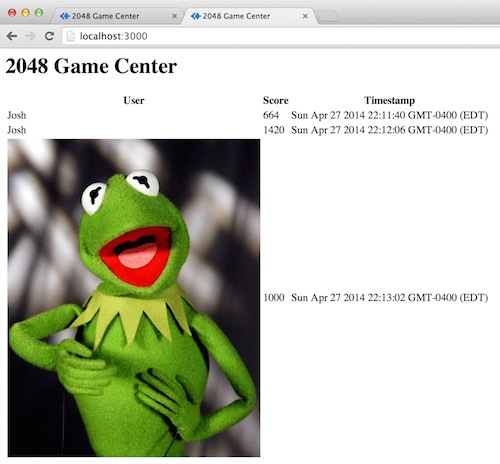 2048 Game Center
2048 Game Center
localhost:3000
2048 Game Center
User Score Timestamp
Josh 664 Sun Apr 27 2014 22:11:40 GMT-0400 (EDT)
Josh 1420 Sun Apr 27 2014 22:12:06 GMT-0400 (EDT)
1000 Sun Apr 27 2014 22:13:02 GMT-0400 (EDT)